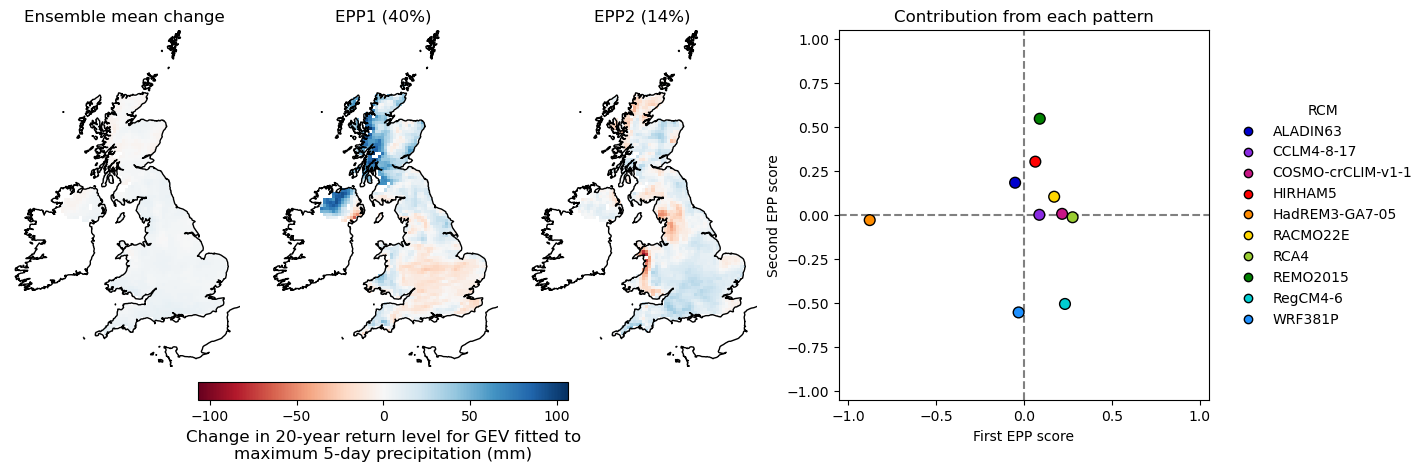 Ensemble mean change
EPP1 (40%)
EPP2 (14%)
−100
−50
0
50
100
Change in 20-year return level for GEV fitted to
maximum 5-day precipitation (mm)
Contribution from each pattern
1.00
0.75
0.50
0.25
0.00
−0.25
−0.50
−0.75
−1.00
Second EPP score
−1.0
−0.5
0.0
0.5
1.0
First EPP score
RCM
ALADIN63
CCLM4-8-17
COSMO-crCLIM-v1-1
HIRHAM5
HadREM3-GA7-05
RACMO22E
RCA4
REMO2015
RegCM4-6
WRF381P